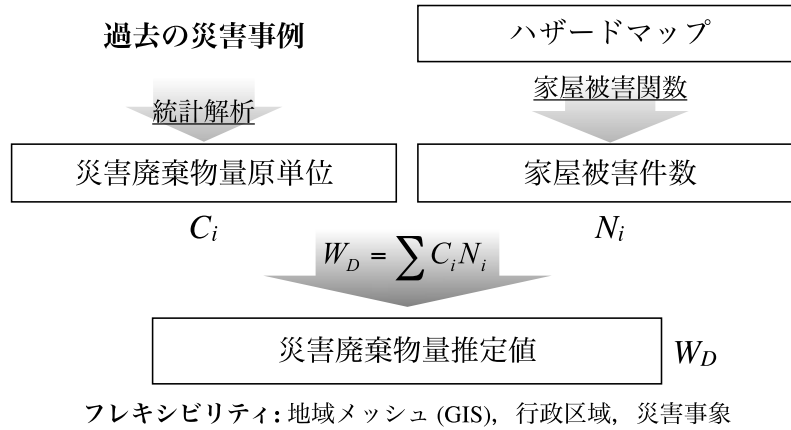 過去の災害事例
ハザードマップ
統計解析
家屋被害関数
災害廃棄物量原単位
家屋被害件数
Ci
Ni
WD = ∑ CiNi
災害廃棄物量推定値
WD
フレキシビリティ: 地域メッシュ (GIS), 行政区域, 災害事象